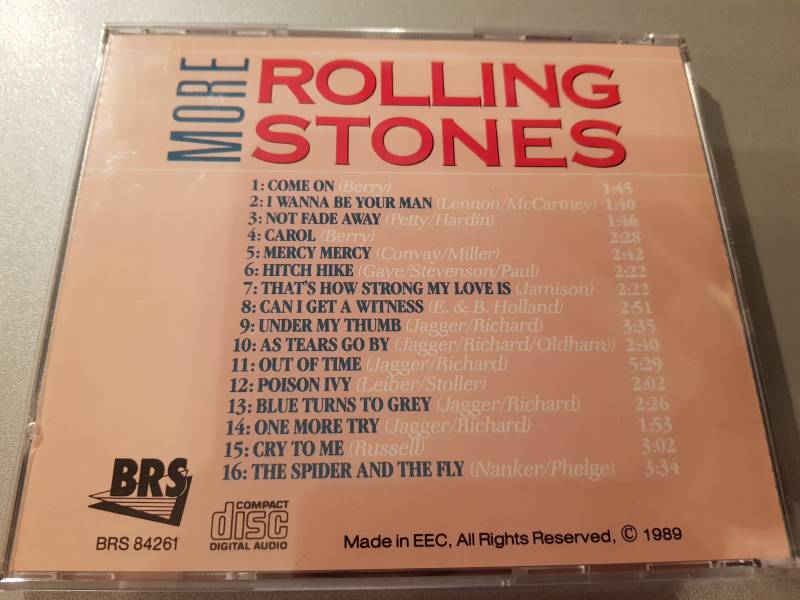 MORE
ROLLING
STONES
1: COME ON (Berry) 1:45
2: I WANNA BE YOUR MAN (Lennon/McCartney) 1:40
3: NOT FADE AWAY (Petty/Hardin) 1:46
4: CAROL (Berry) 2:28
5: MERCY MERCY (Convay/Miller) 2:42
6: HITCH HIKE (Gaye/Stevenson/Paul) 2:22
7: THAT'S HOW STRONG MY LOVE IS (Jamison) 2:22
8: CAN I GET A WITNESS (E. & B. Holland) 2:51
9: UNDER MY THUMB (Jagger/Richard) 3:35
10: AS TEARS GO BY (Jagger/Richard/Oldham)) 2:40
11: OUT OF TIME (Jagger/Richard) 5:29
12: POISON IVY (Leiber/Stoller) 2:02
13: BLUE TURNS TO GREY (Jagger/Richard) 2:26
14: ONE MORE TRY (Jagger/Richard) 1:53
15: CRY TO ME (Russell) 3:02
16: THE SPIDER AND THE FLY (Nanker/Phelge) 3:34
BRS
BRS 84261
COMPACT
disc
DIGITAL AUDIO
Made in EEC, All Rights Reserved, © 1989